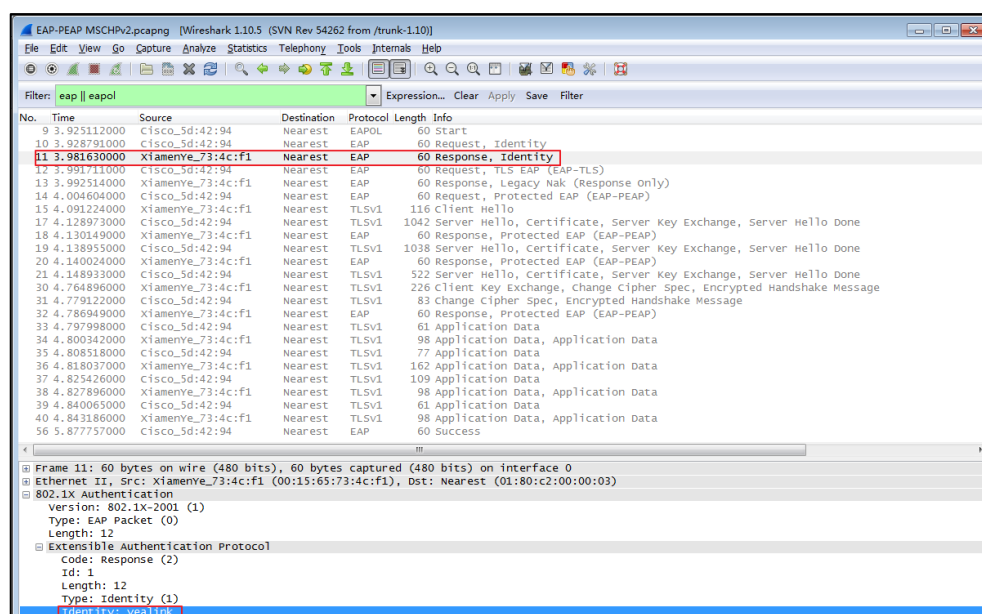 EAP-PEAP MSCHPv2.pcapng [Wireshark 1.10.5 (SVN Rev 54262 from /trunk-1.10)]
File Edit View Go Capture Analyze Statistics Telephony Tools Internals Help
Filter: eap || eapol Expression... Clear Apply Save Filter
No. Time Source Destination Protocol Length Info
9 3.925112000 Cisco_5d:42:94 Nearest EAPOL 60 Start
10 3.928791000 Cisco_5d:42:94 Nearest EAP 60 Request, Identity
11 3.981630000 XiamenYe_73:4c:f1 Nearest EAP 60 Response, Identity
12 3.991711000 Cisco_5d:42:94 Nearest EAP 60 Request, TLS EAP (EAP-TLS)
13 3.992514000 XiamenYe_73:4c:f1 Nearest EAP 60 Response, Legacy Nak (Response Only)
14 4.004604000 Cisco_5d:42:94 Nearest EAP 60 Request, Protected EAP (EAP-PEAP)
15 4.091224000 XiamenYe_73:4c:f1 Nearest TLSv1 116 Client Hello
17 4.128973000 Cisco_5d:42:94 Nearest TLSv1 1042 Server Hello, Certificate, Server Key Exchange, Server Hello Done
18 4.130149000 XiamenYe_73:4c:f1 Nearest EAP 60 Response, Protected EAP (EAP-PEAP)
19 4.138955000 Cisco_5d:42:94 Nearest TLSv1 1038 Server Hello, Certificate, Server Key Exchange, Server Hello Done
20 4.140024000 XiamenYe_73:4c:f1 Nearest EAP 60 Response, Protected EAP (EAP-PEAP)
21 4.148933000 Cisco_5d:42:94 Nearest TLSv1 522 Server Hello, Certificate, Server Key Exchange, Server Hello Done
30 4.764896000 XiamenYe_73:4c:f1 Nearest TLSv1 226 Client Key Exchange, Change Cipher Spec, Encrypted Handshake Message
31 4.779122000 Cisco_5d:42:94 Nearest TLSv1 83 Change Cipher Spec, Encrypted Handshake Message
32 4.786949000 XiamenYe_73:4c:f1 Nearest EAP 60 Response, Protected EAP (EAP-PEAP)
33 4.797998000 Cisco_5d:42:94 Nearest TLSv1 61 Application Data
34 4.800342000 XiamenYe_73:4c:f1 Nearest TLSv1 98 Application Data, Application Data
35 4.808518000 Cisco_5d:42:94 Nearest TLSv1 77 Application Data
36 4.818037000 XiamenYe_73:4c:f1 Nearest TLSv1 162 Application Data, Application Data
37 4.825426000 Cisco_5d:42:94 Nearest TLSv1 109 Application Data
38 4.827896000 XiamenYe_73:4c:f1 Nearest TLSv1 98 Application Data, Application Data
39 4.840065000 Cisco_5d:42:94 Nearest TLSv1 61 Application Data
40 4.843186000 XiamenYe_73:4c:f1 Nearest TLSv1 98 Application Data, Application Data
56 5.877757000 Cisco_5d:42:94 Nearest EAP 60 Success
Frame 11: 60 bytes on wire (480 bits), 60 bytes captured (480 bits) on interface 0
Ethernet II, Src: XiamenYe_73:4c:f1 (00:15:65:73:4c:f1), Dst: Nearest (01:80:c2:00:00:03)
802.1X Authentication
Version: 802.1X-2001 (1)
Type: EAP Packet (0)
Length: 12
Extensible Authentication Protocol
Code: Response (2)
Id: 1
Length: 12
Type: Identity (1)
Identity: yealink